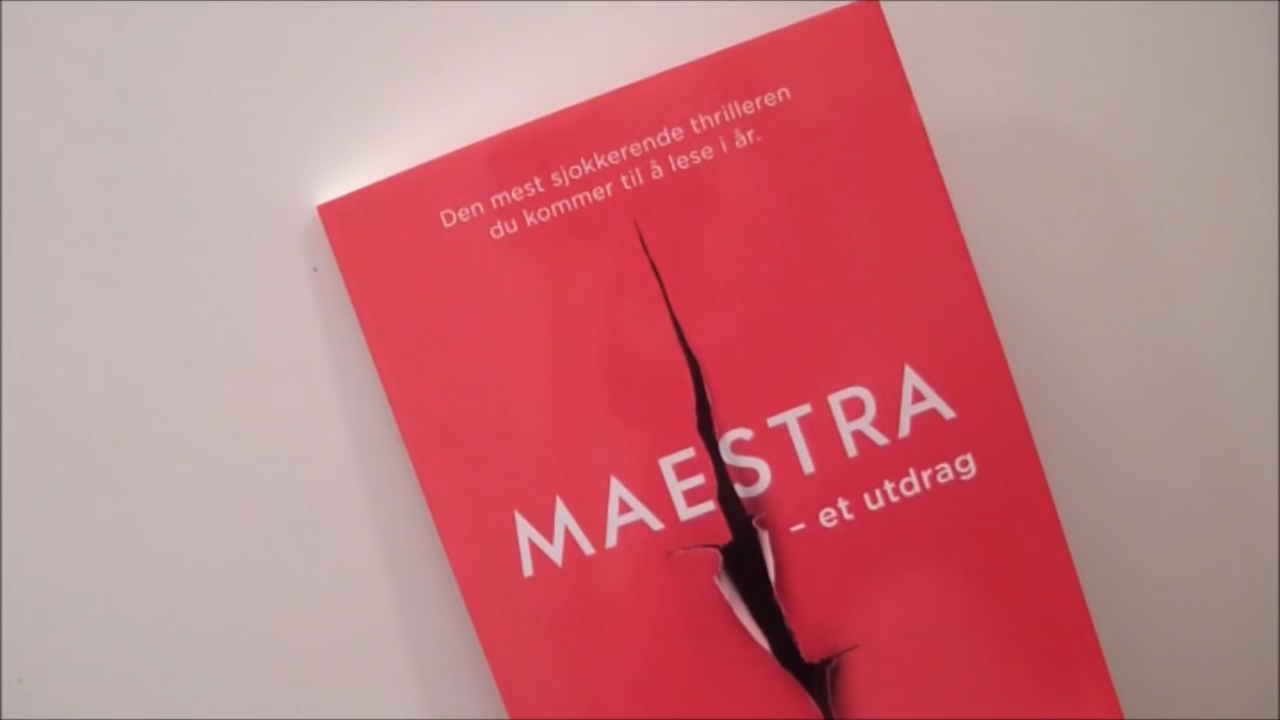 Den mest sjokkerende thrilleren
du kommer til å lese i år.
MAESTRA
– et utdrag